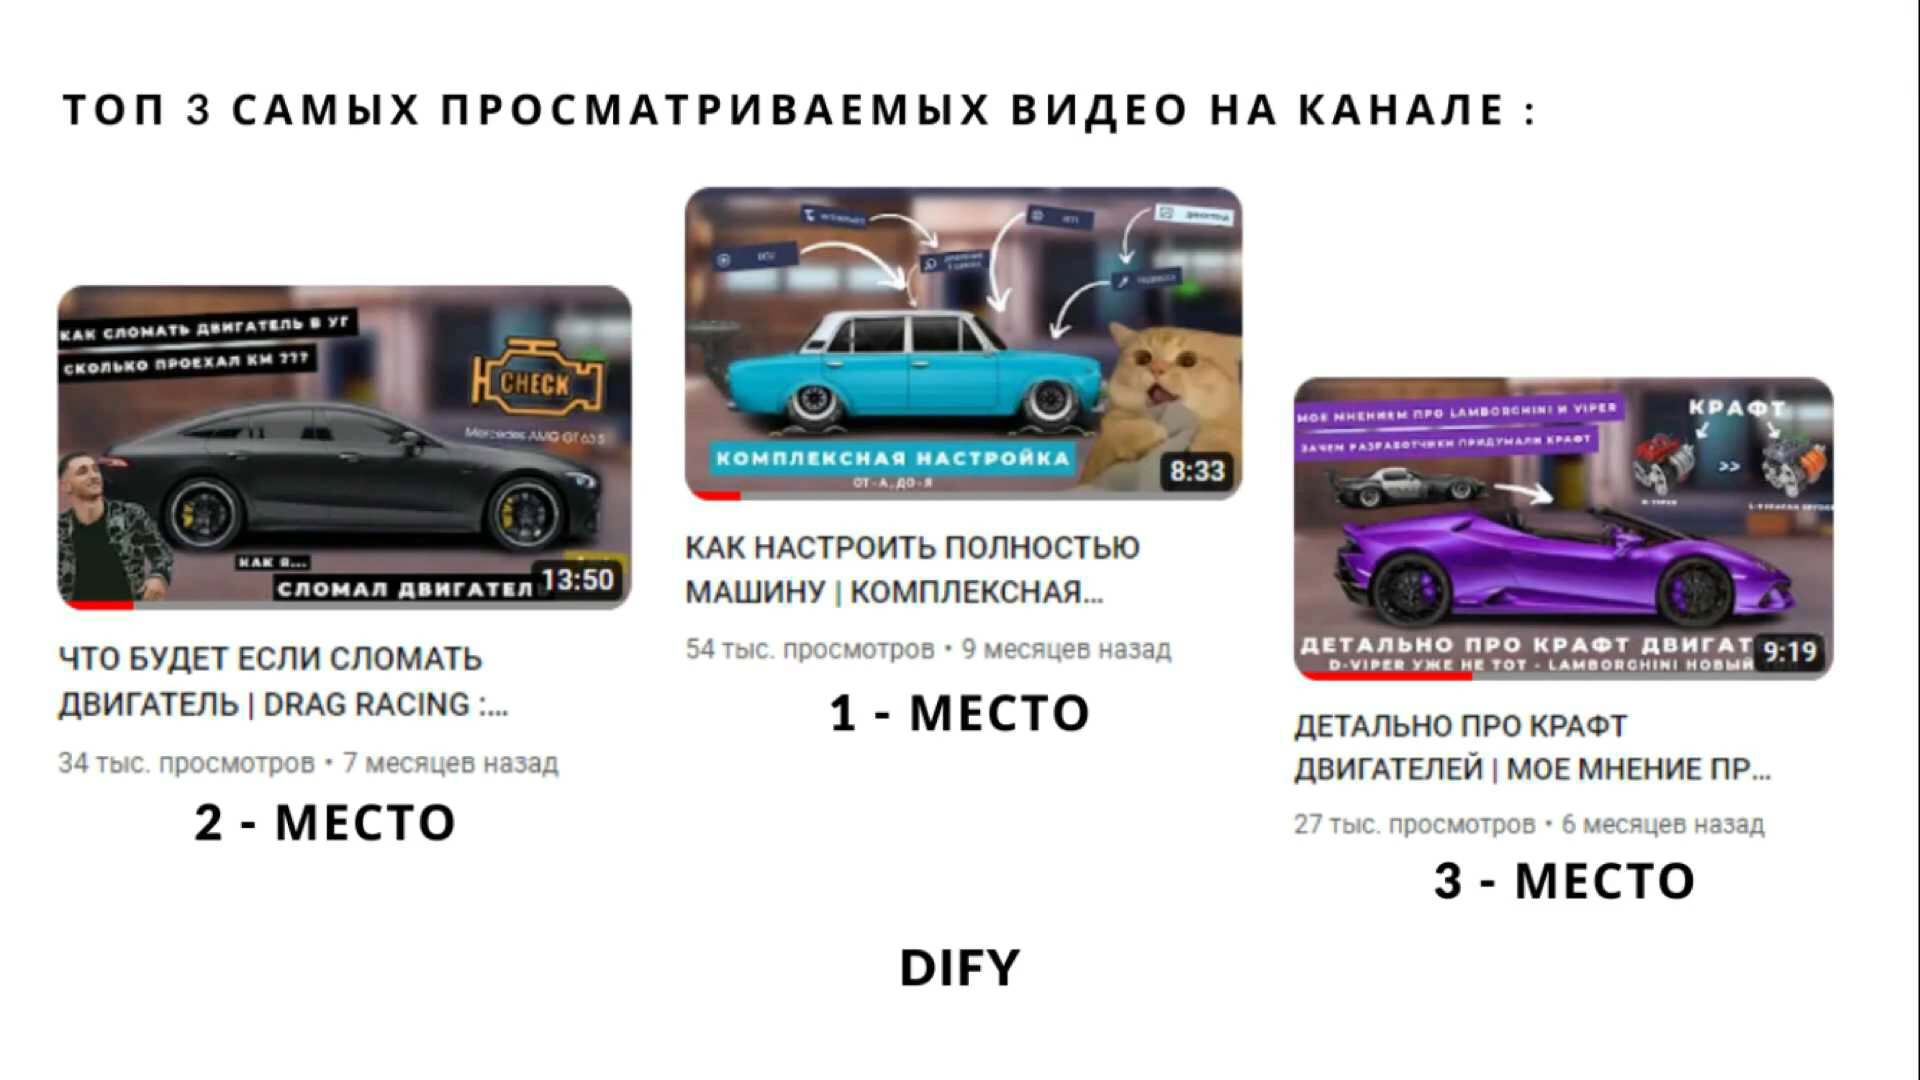 ТОП 3 САМЫХ ПРОСМАТРИВАЕМЫХ ВИДЕО НА КАНАЛЕ :
КАК СЛОМАТЬ ДВИГАТЕЛЬ В УГ
СКОЛЬКО ПРОЕХАЛ КМ ???
CHECK
Mercedes AMG GT 63 S
КАК Я...
СЛОМАЛ ДВИГАТЕЛ
13:50
ЧТО БУДЕТ ЕСЛИ СЛОМАТЬ
ДВИГАТЕЛЬ | DRAG RACING :...
34 тыс. просмотров • 7 месяцев назад
2 - МЕСТО
КОМПЛЕКСНАЯ НАСТРОЙКА
ОТ-А, ДО-Я
8:33
КАК НАСТРОИТЬ ПОЛНОСТЬЮ
МАШИНУ | КОМПЛЕКСНАЯ...
54 тыс. просмотров • 9 месяцев назад
1 - МЕСТО
МОЕ МНЕНИЕМ ПРО LAMBORGHINI И VIPER
ЗАЧЕМ РАЗРАБОТЧИКИ ПРИДУМАЛИ КРАФТ
КРАФТ
>>
ДЕТАЛЬНО ПРО КРАФТ ДВИГАТ
D-VIPER УЖЕ НЕ ТОТ - LAMBORGHINI НОВЫЙ
9:19
ДЕТАЛЬНО ПРО КРАФТ
ДВИГАТЕЛЕЙ | МОЕ МНЕНИЕ ПР...
27 тыс. просмотров • 6 месяцев назад
3 - МЕСТО
DIFY